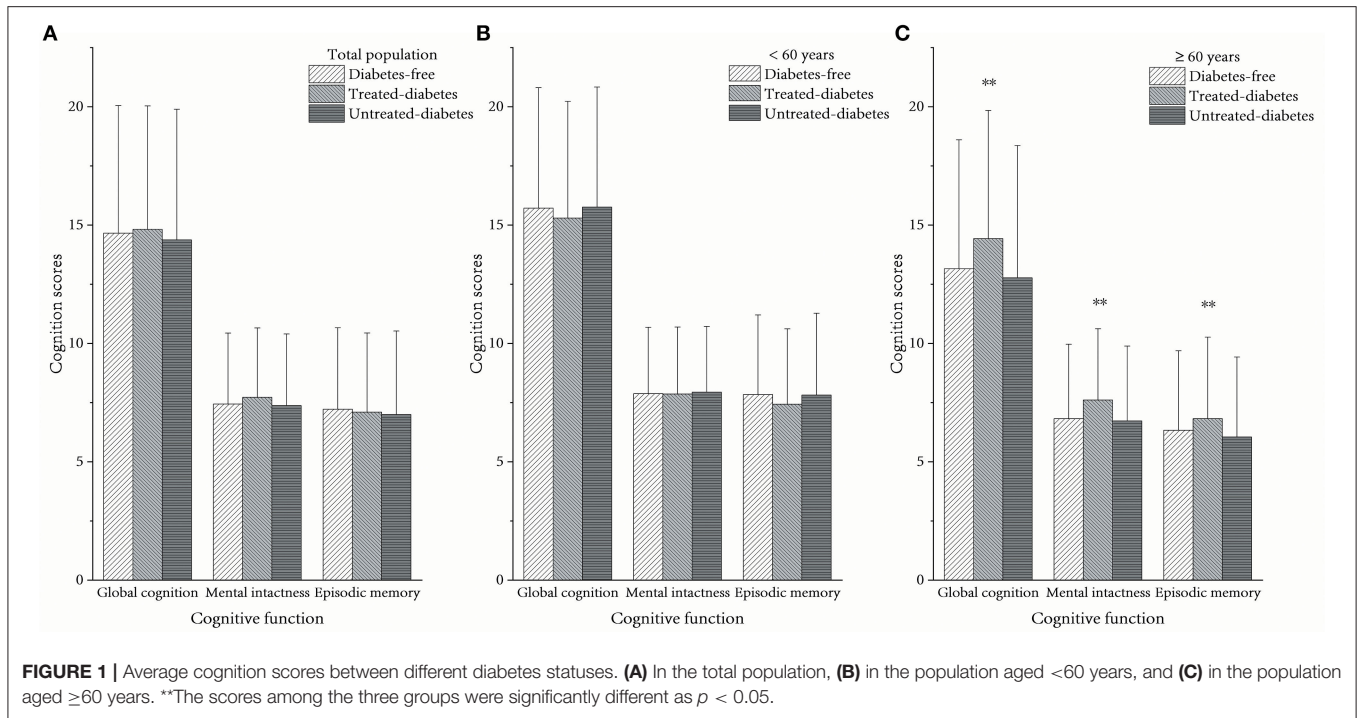 A
Total population
Diabetes-free
Treated-diabetes
Untreated-diabetes
20
15
10
5
0
Cognition scores
Global cognition Mental intactness Episodic memory
Cognitive function
B
< 60 years
Diabetes-free
Treated-diabetes
Untreated-diabetes
20
15
10
5
0
Cognition scores
Global cognition Mental intactness Episodic memory
Cognitive function
C
≥ 60 years
Diabetes-free
Treated-diabetes
Untreated-diabetes
**
20
15
**
**
10
5
0
Cognition scores
Global cognition Mental intactness Episodic memory
Cognitive function
FIGURE 1 | Average cognition scores between different diabetes statuses. (A) In the total population, (B) in the population aged <60 years, and (C) in the population
aged ≥60 years. **The scores among the three groups were significantly different as p < 0.05.